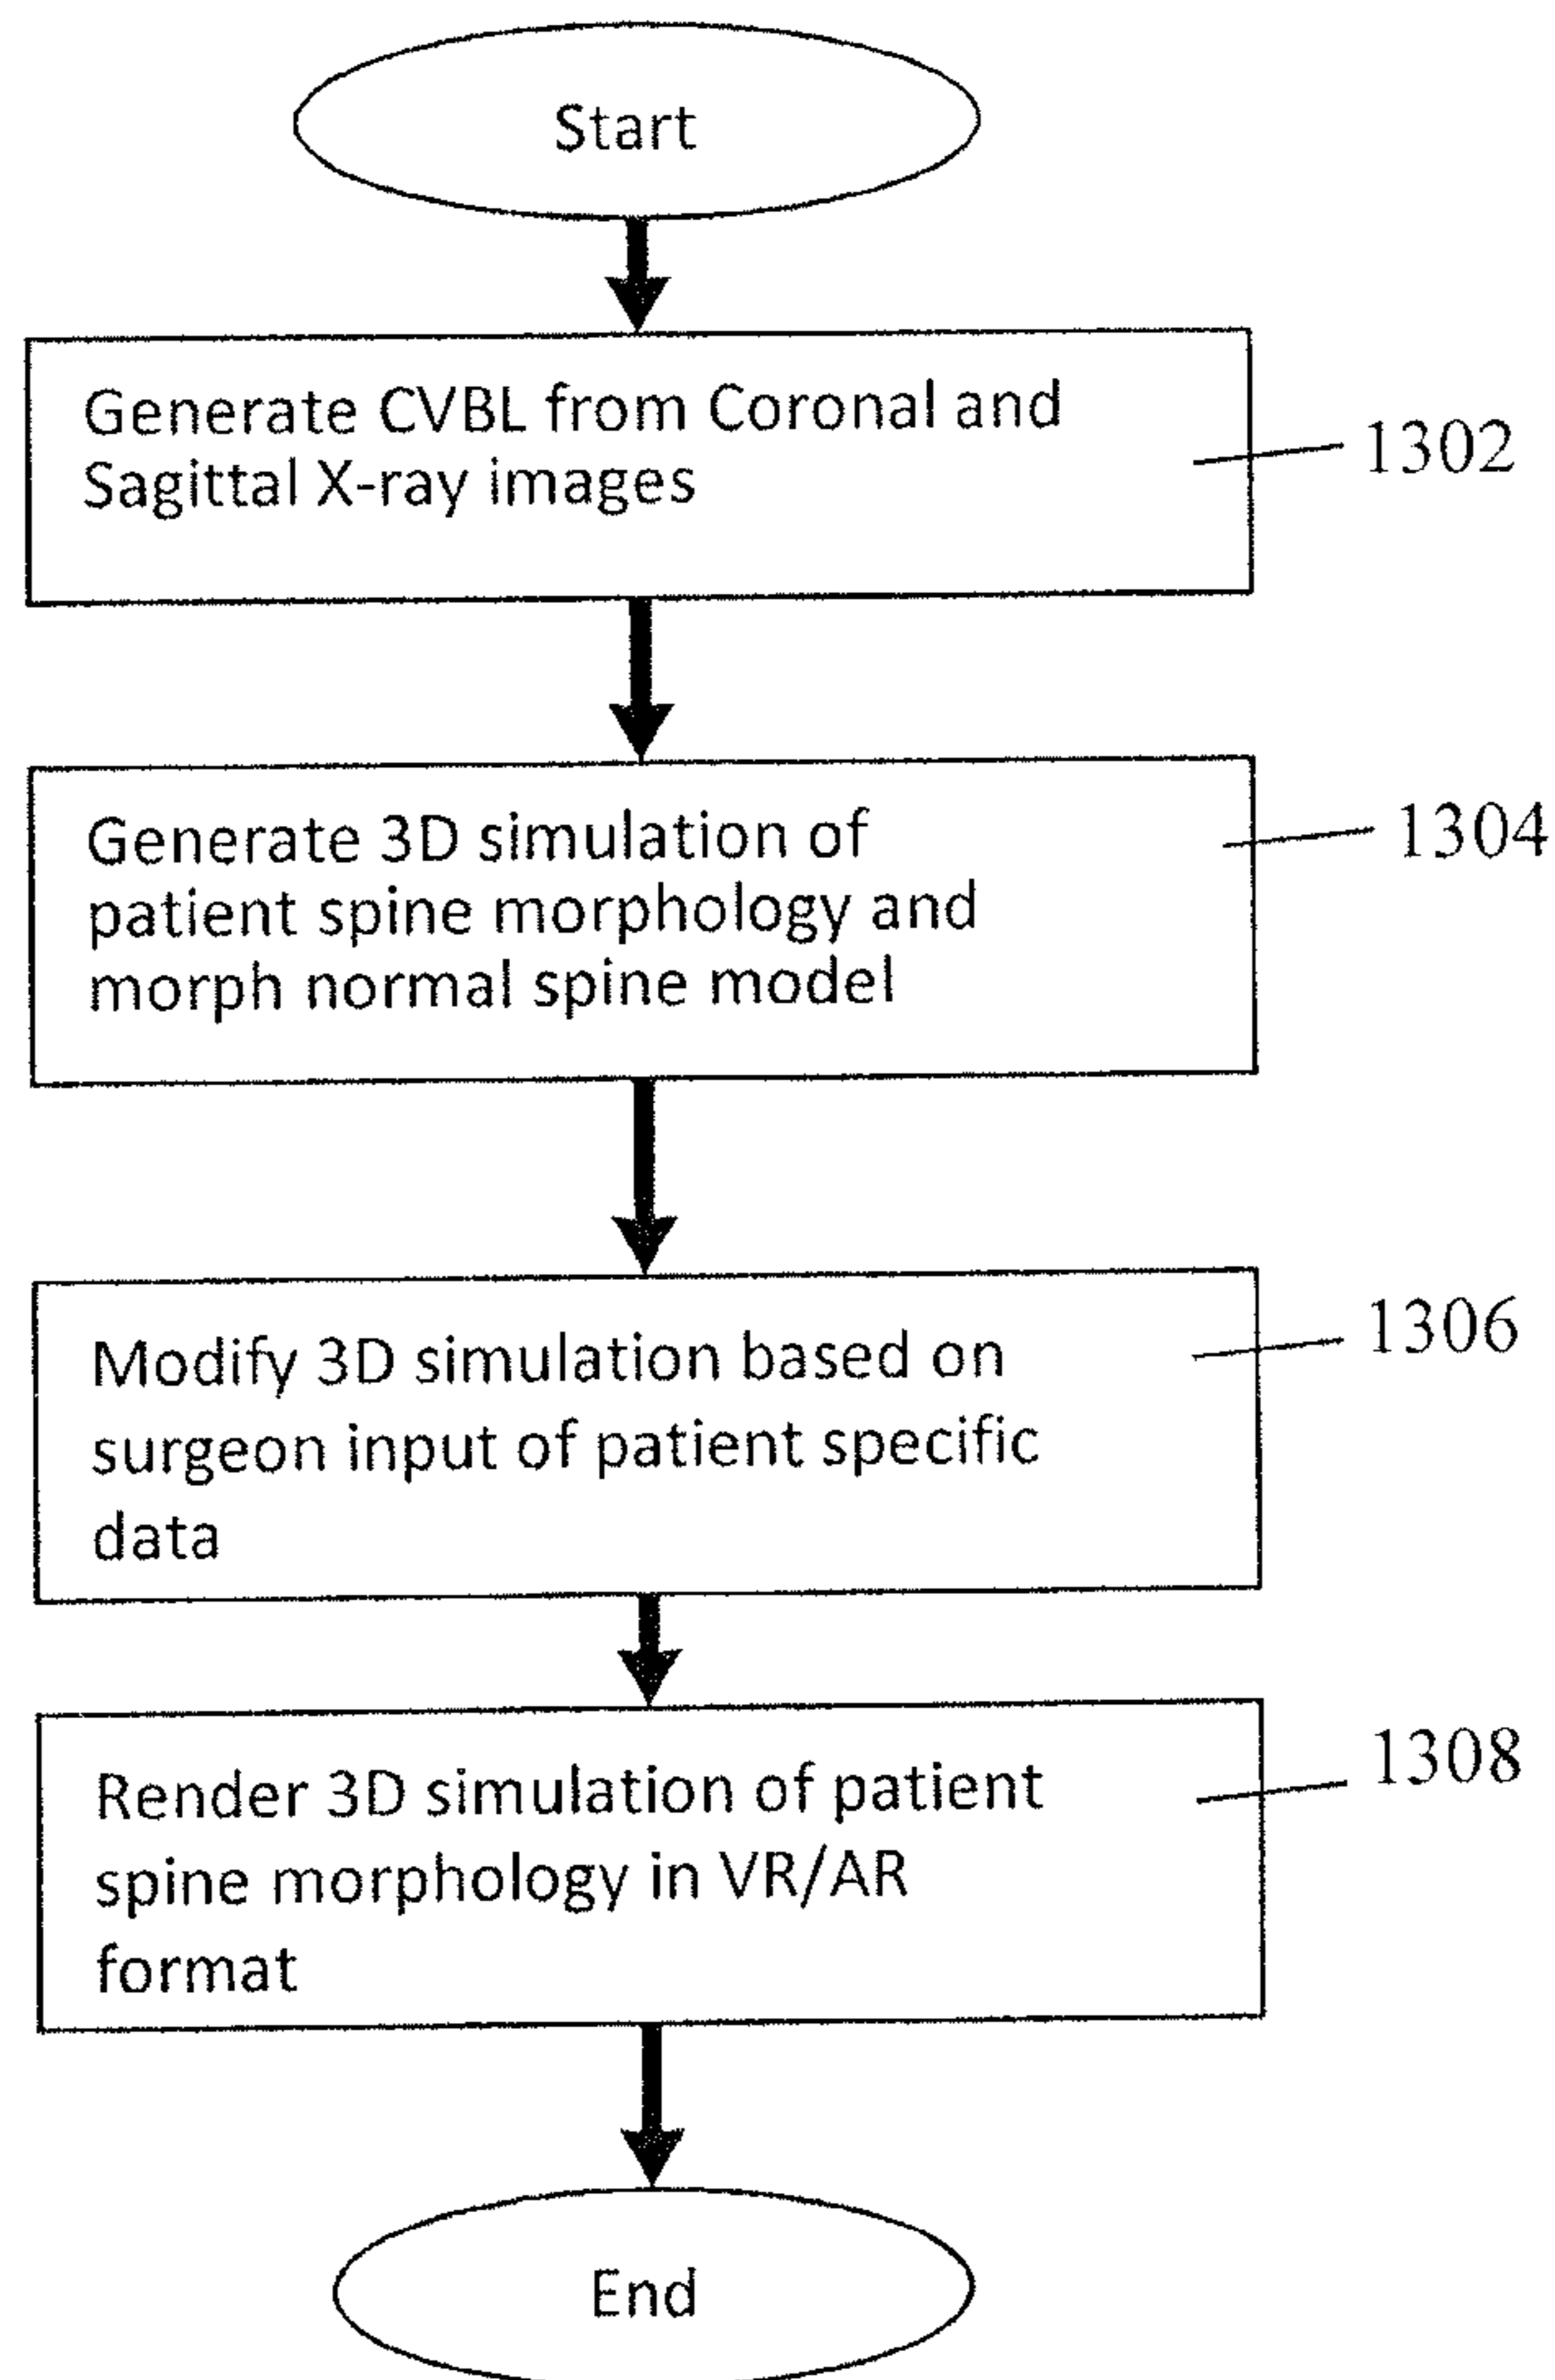 Start
Generate CVBL from Coronal and
Sagittal X-ray images
1302
Generate 3D simulation of
patient spine morphology and
morph normal spine model
1304
Modify 3D simulation based on
surgeon input of patient specific
data
1306
Render 3D simulation of patient
spine morphology in VR/AR
format
1308
End